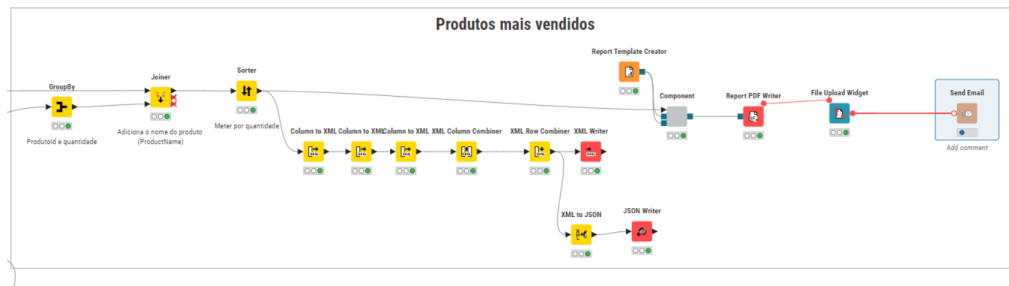 Produtos mais vendidos
Report Template Creator
Joiner
Sorter
GroupBy
Component
Report PDF Writer
File Upload Widget
Send Email
Produtoid e quantidade
Adiciona o nome do produto
(ProductName)
Meter por quantidade
Add comment
Column to XML
Column to XML
Column to XML
XML Column Combiner
XML Row Combiner
XML Writer
XML to JSON
JSON Writer